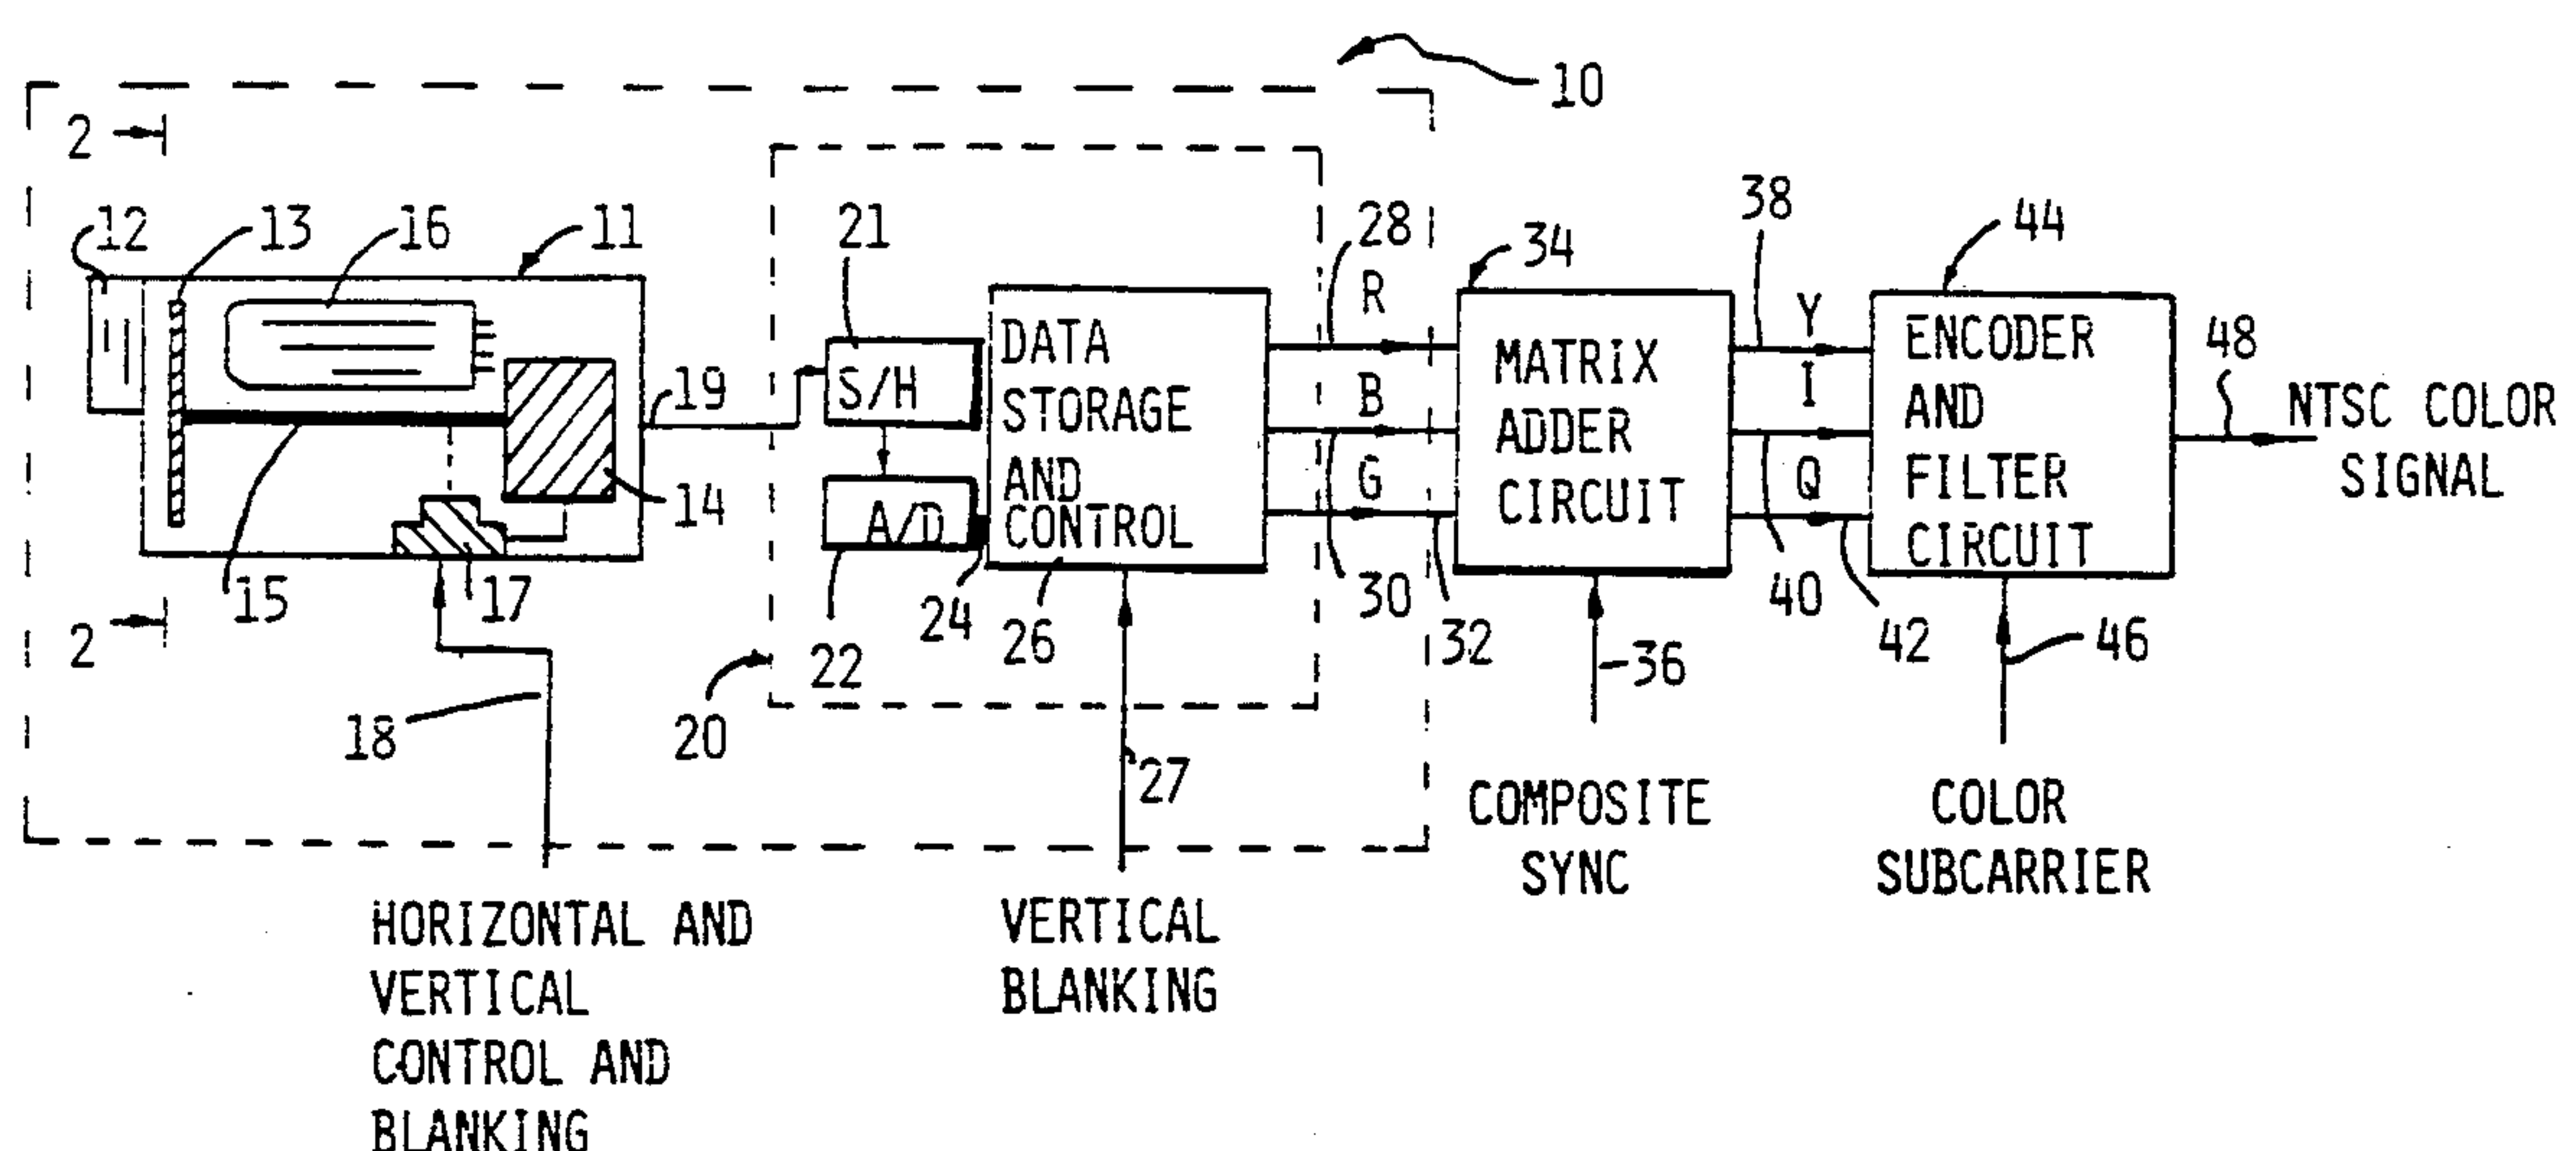 10
2
12
13
16
11
21
28
34
38
44
R
Y
DATA
STORAGE
AND
CONTROL
S/H
A/D
19
B
I
MATRIX
ADDER
CIRCUIT
ENCODER
AND
FILTER
CIRCUIT
48
NTSC COLOR
SIGNAL
G
Q
14
15
17
24
26
30
32
40
42
2
22
20
36
46
18
27
COMPOSITE
SYNC
COLOR
SUBCARRIER
HORIZONTAL AND
VERTICAL
CONTROL AND
BLANKING
VERTICAL
BLANKING